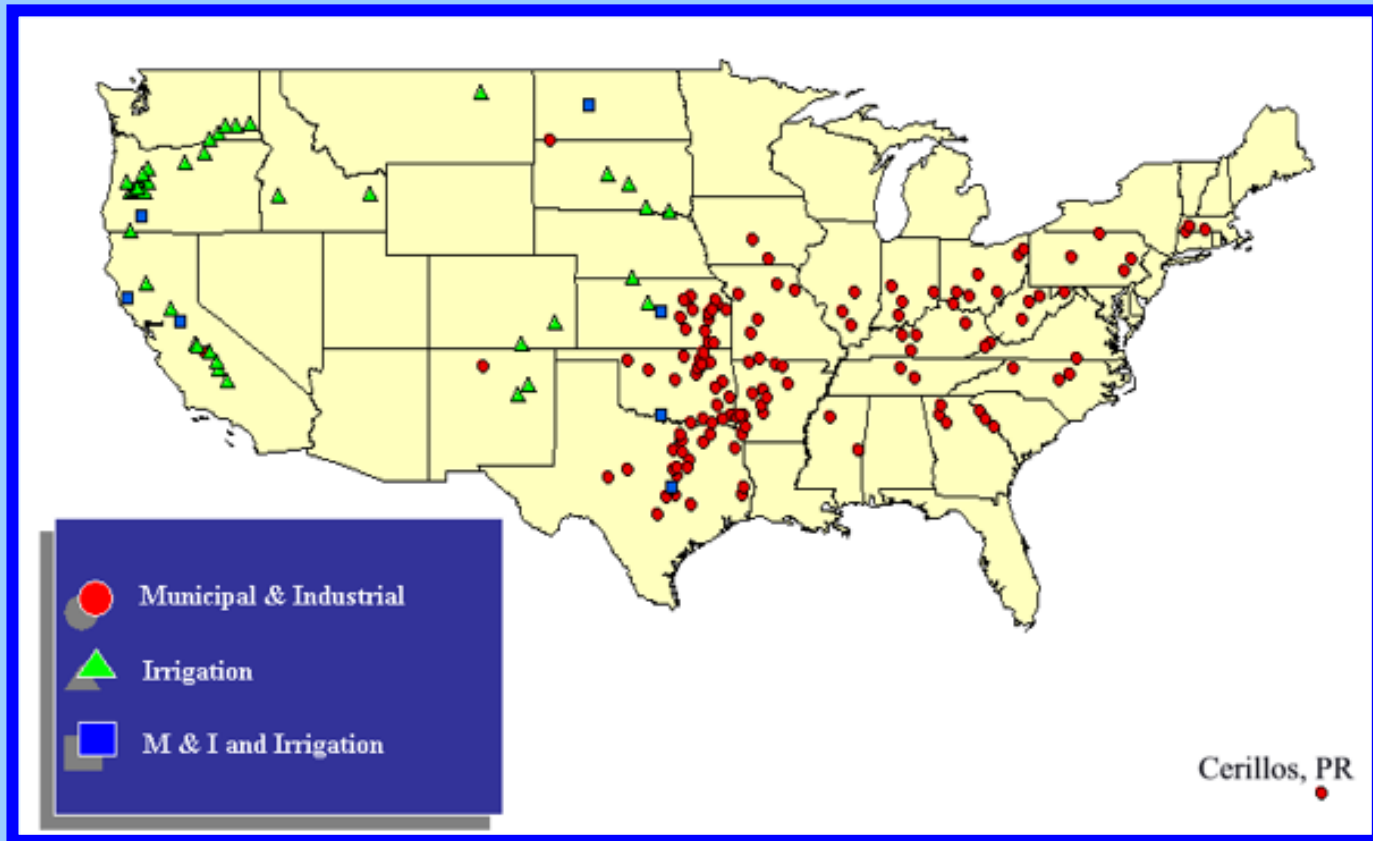 Municipal & Industrial
Irrigation
M & I and Irrigation
Cerillos, PR